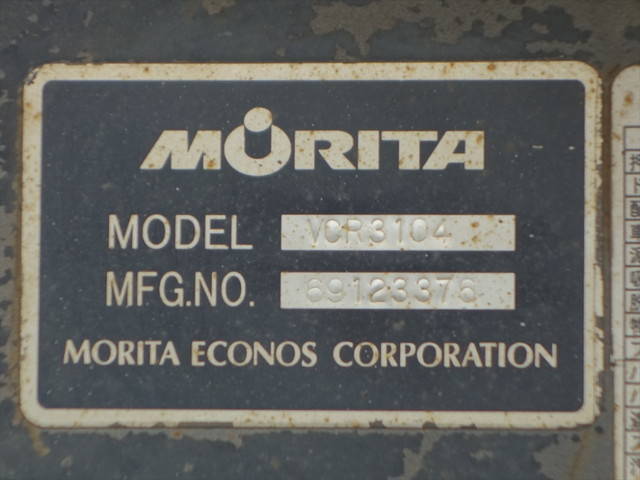 MORITA
MODEL VCR3104
MFG.NO. 69123376
MORITA ECONOS CORPORATION